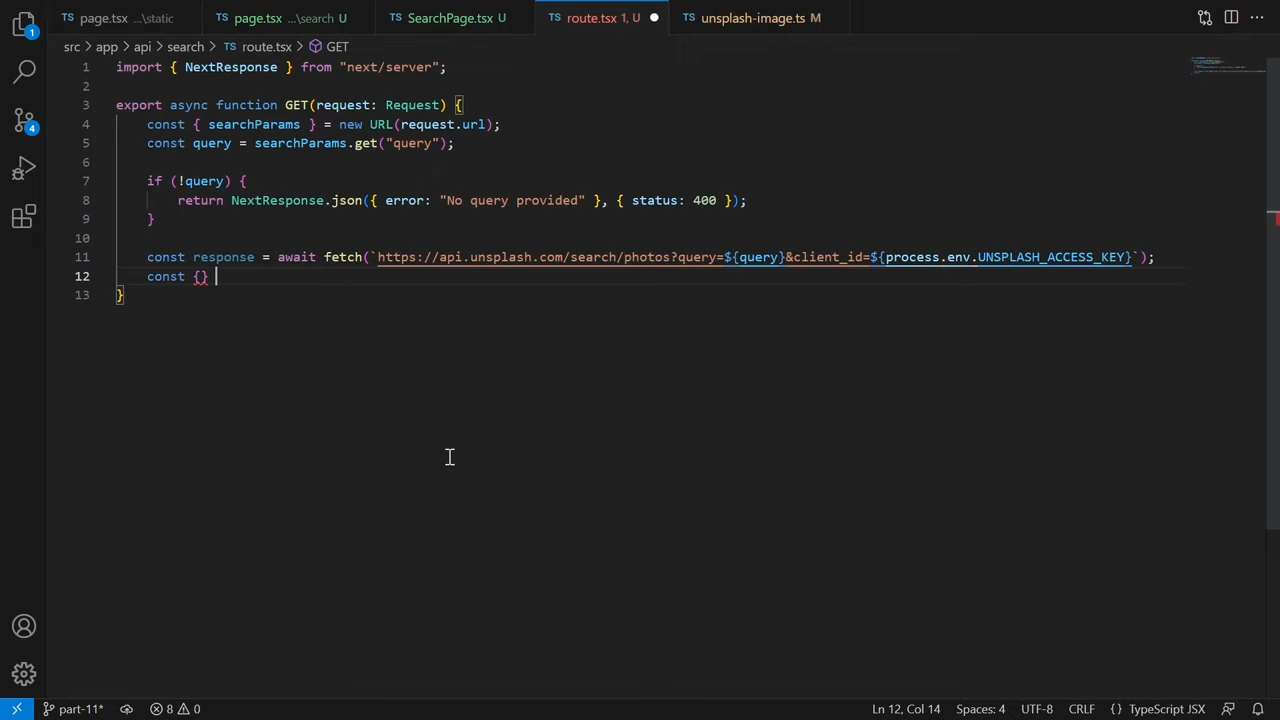 page.tsx ...\static
page.tsx ...\search U
SearchPage.tsx U
route.tsx 1, U
unsplash-image.ts M
src > app > api > search > TS route.tsx > GET
1 import { NextResponse } from "next/server";
2
3 export async function GET(request: Request) {
4 const { searchParams } = new URL(request.url);
5 const query = searchParams.get("query");
6
7 if (!query) {
8 return NextResponse.json({ error: "No query provided" }, { status: 400 });
9 }
10
11 const response = await fetch(`https://api.unsplash.com/search/photos?query=${query}&client_id=${process.env.UNSPLASH_ACCESS_KEY}`);
12 const {}
13 }
1
4
part-11* 8 0 Ln 12, Col 14 Spaces: 4 UTF-8 CRLF {} TypeScript JSX